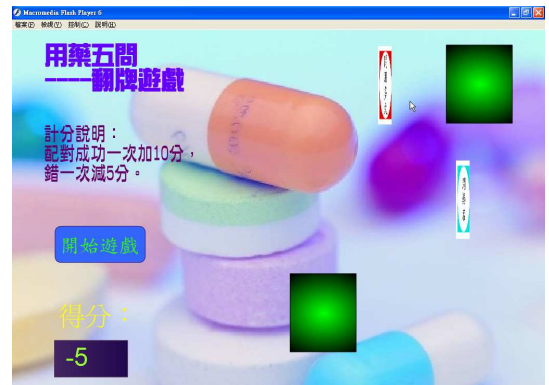 Macromedia Flash Player 6
檔案(F) 檢視(V) 控制(C) 說明(H)
用藥五問
----翻牌遊戲
計分說明：
配對成功一次加10分，
錯一次減5分。
開始遊戲
得分：
-5